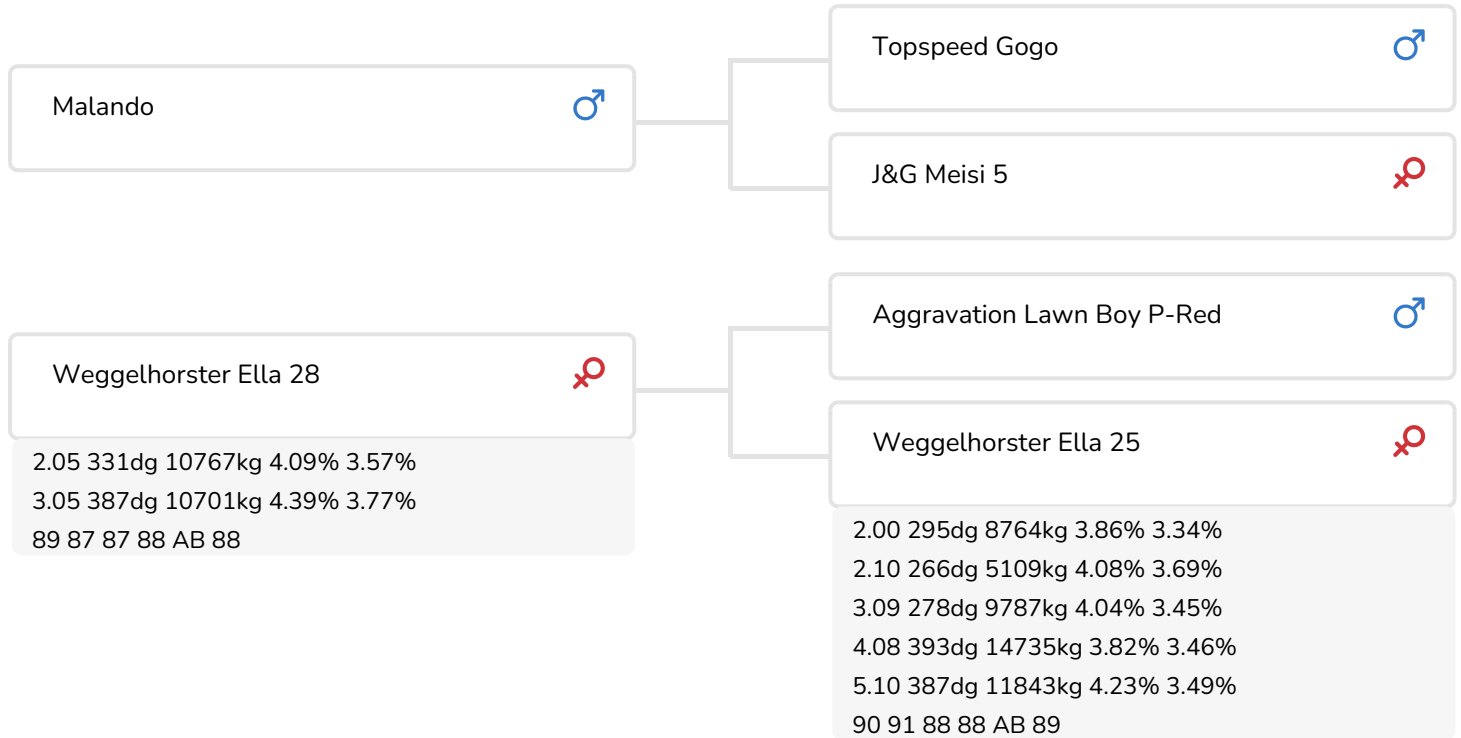 Topspeed Gogo
Malando
J&G Meisi 5
Aggravation Lawn Boy P-Red
Weggelhorster Ella 28
2.05 331dg 10767kg 4.09% 3.57%
3.05 387dg 10701kg 4.39% 3.77%
89 87 87 88 AB 88
Weggelhorster Ella 25
2.00 295dg 8764kg 3.86% 3.34%
2.10 266dg 5109kg 4.08% 3.69%
3.09 278dg 9787kg 4.04% 3.45%
4.08 393dg 14735kg 3.82% 3.46%
5.10 387dg 11843kg 4.23% 3.49%
90 91 88 88 AB 89